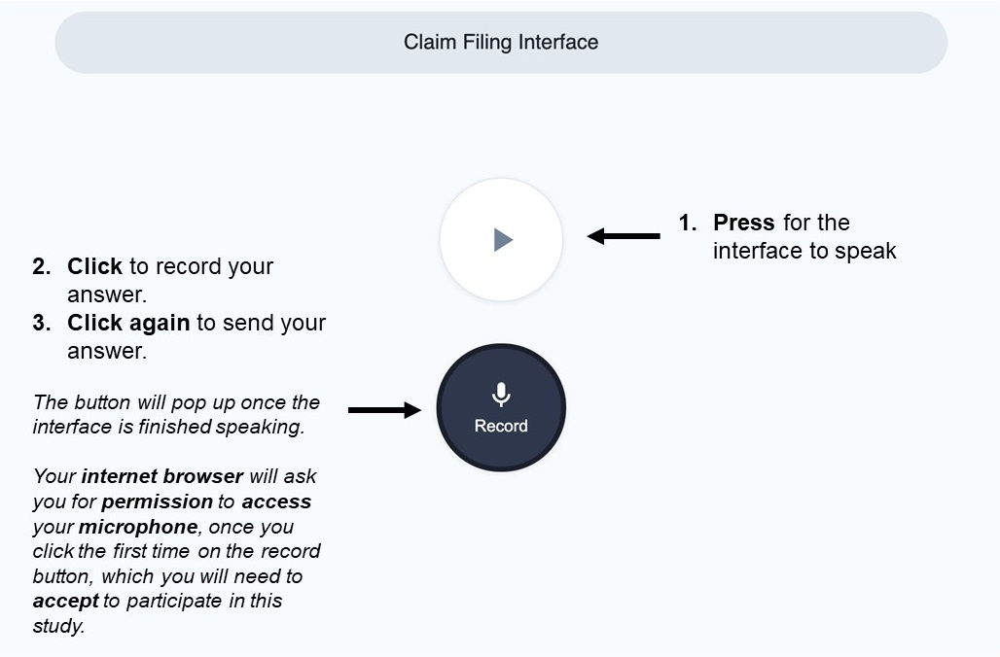 Claim Filing Interface
1. Press for the
interface to speak
2. Click to record your
answer.
3. Click again to send your
answer.
The button will pop up once the
interface is finished speaking.
Your internet browser will ask
you for permission to access
your microphone, once you
click the first time on the record
button, which you will need to
accept to participate in this
study.
Record